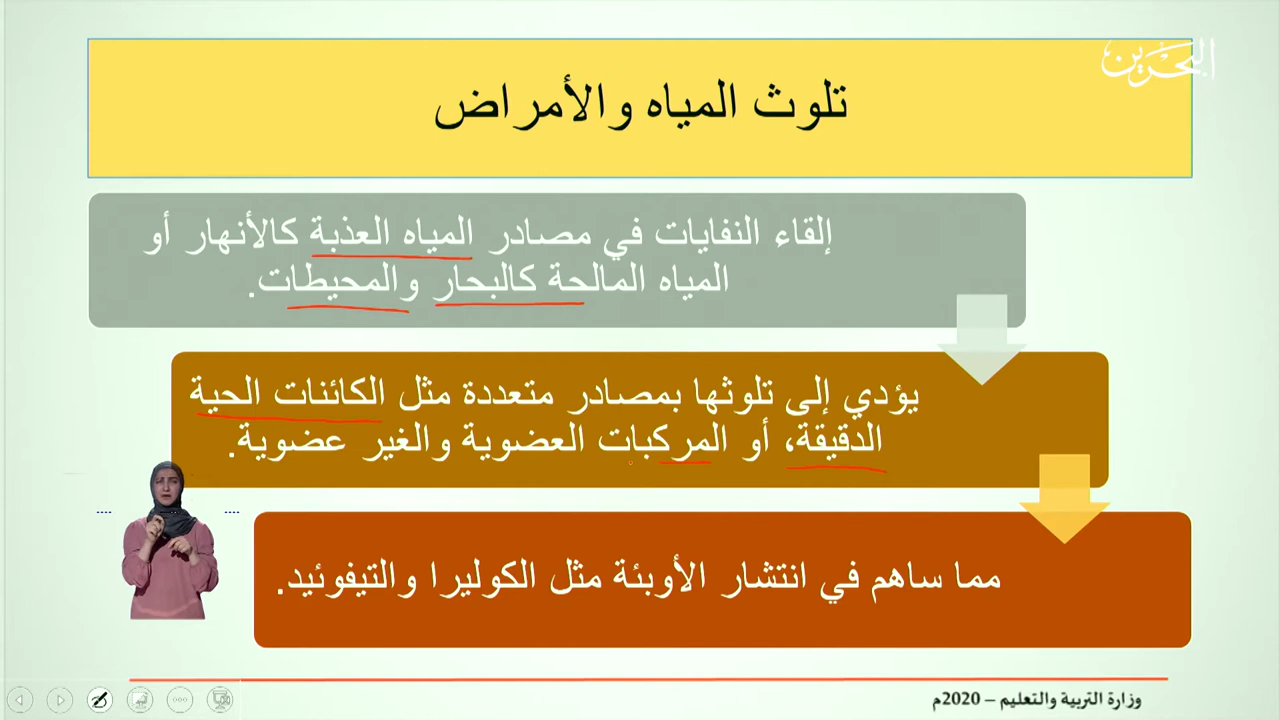 البحرين
تلوث المياه والأمراض
إلقاء النفايات في مصادر المياه العذبة كالأنهار أو
المياه المالحة كالبحار والمحيطات.
يؤدي إلى تلوثها بمصادر متعددة مثل الكائنات الحية
الدقيقة، أو المركبات العضوية والغير عضوية.
مما ساهم في انتشار الأوبئة مثل الكوليرا والتيفوئيد.
وزارة التربية والتعليم – 2020م